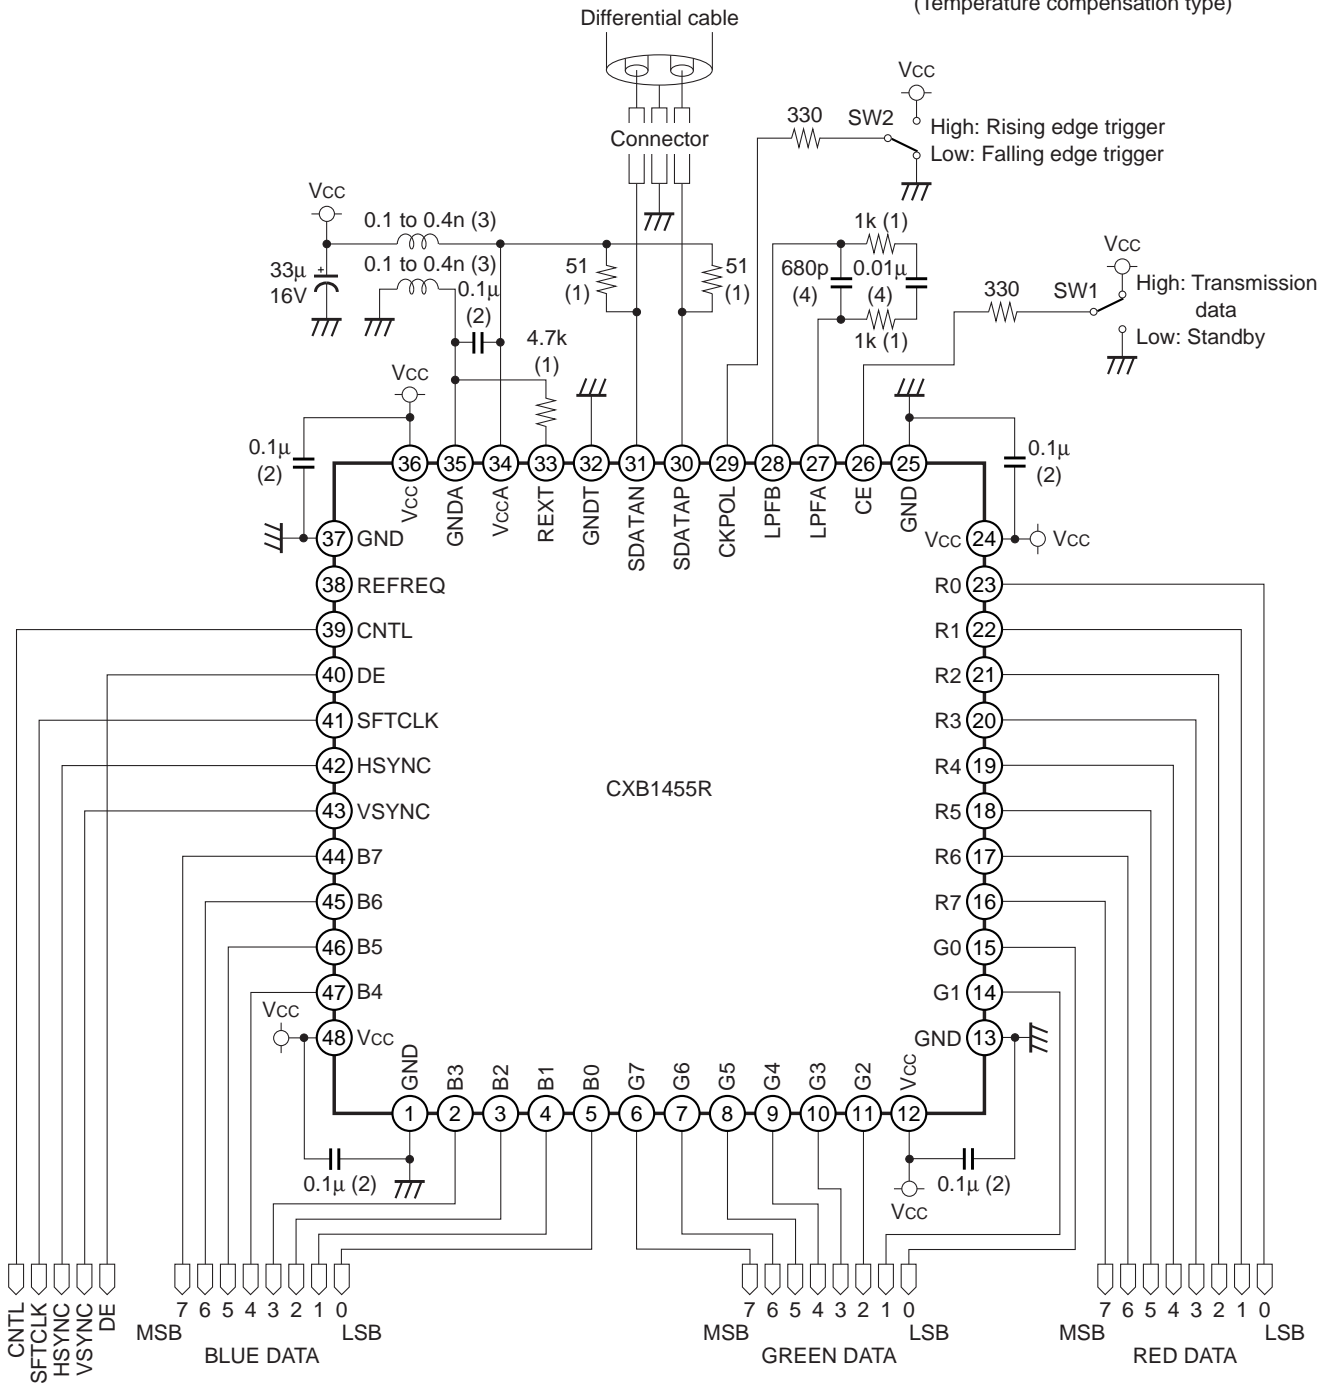 (Temperature compensation type)
Differential cable
Connector
Vcc
330
SW2
High: Rising edge trigger
Low: Falling edge trigger
Vcc
0.1 to 0.4n (3)
0.1 to 0.4n (3)
33µ
16V
+
0.1µ
(2)
51
(1)
51
(1)
4.7k
(1)
1k (1)
680p
(4)
0.01µ
(4)
1k (1)
330
SW1
Vcc
High: Transmission
data
Low: Standby
Vcc
0.1µ
(2)
0.1µ
(2)
36 35 34 33 32 31 30 29 28 27 26 25
Vcc GNDA VccA REXT GNDT SDATAN SDATAP CKPOL LPFB LPFA CE GND
37 GND
38 REFREQ
39 CNTL
40 DE
41 SFTCLK
42 HSYNC
43 VSYNC
44 B7
45 B6
46 B5
47 B4
48 Vcc
Vcc
CXB1455R
Vcc 24 Vcc
R0 23
R1 22
R2 21
R3 20
R4 19
R5 18
R6 17
R7 16
G0 15
G1 14
GND 13
GND B3 B2 B1 B0 G7 G6 G5 G4 G3 G2 Vcc
1 2 3 4 5 6 7 8 9 10 11 12
0.1µ (2)
0.1µ (2)
Vcc
CNTL
SFTCLK
HSYNC
VSYNC
DE
7 6 5 4 3 2 1 0
MSB LSB
BLUE DATA
7 6 5 4 3 2 1 0
MSB LSB
GREEN DATA
7 6 5 4 3 2 1 0
MSB LSB
RED DATA